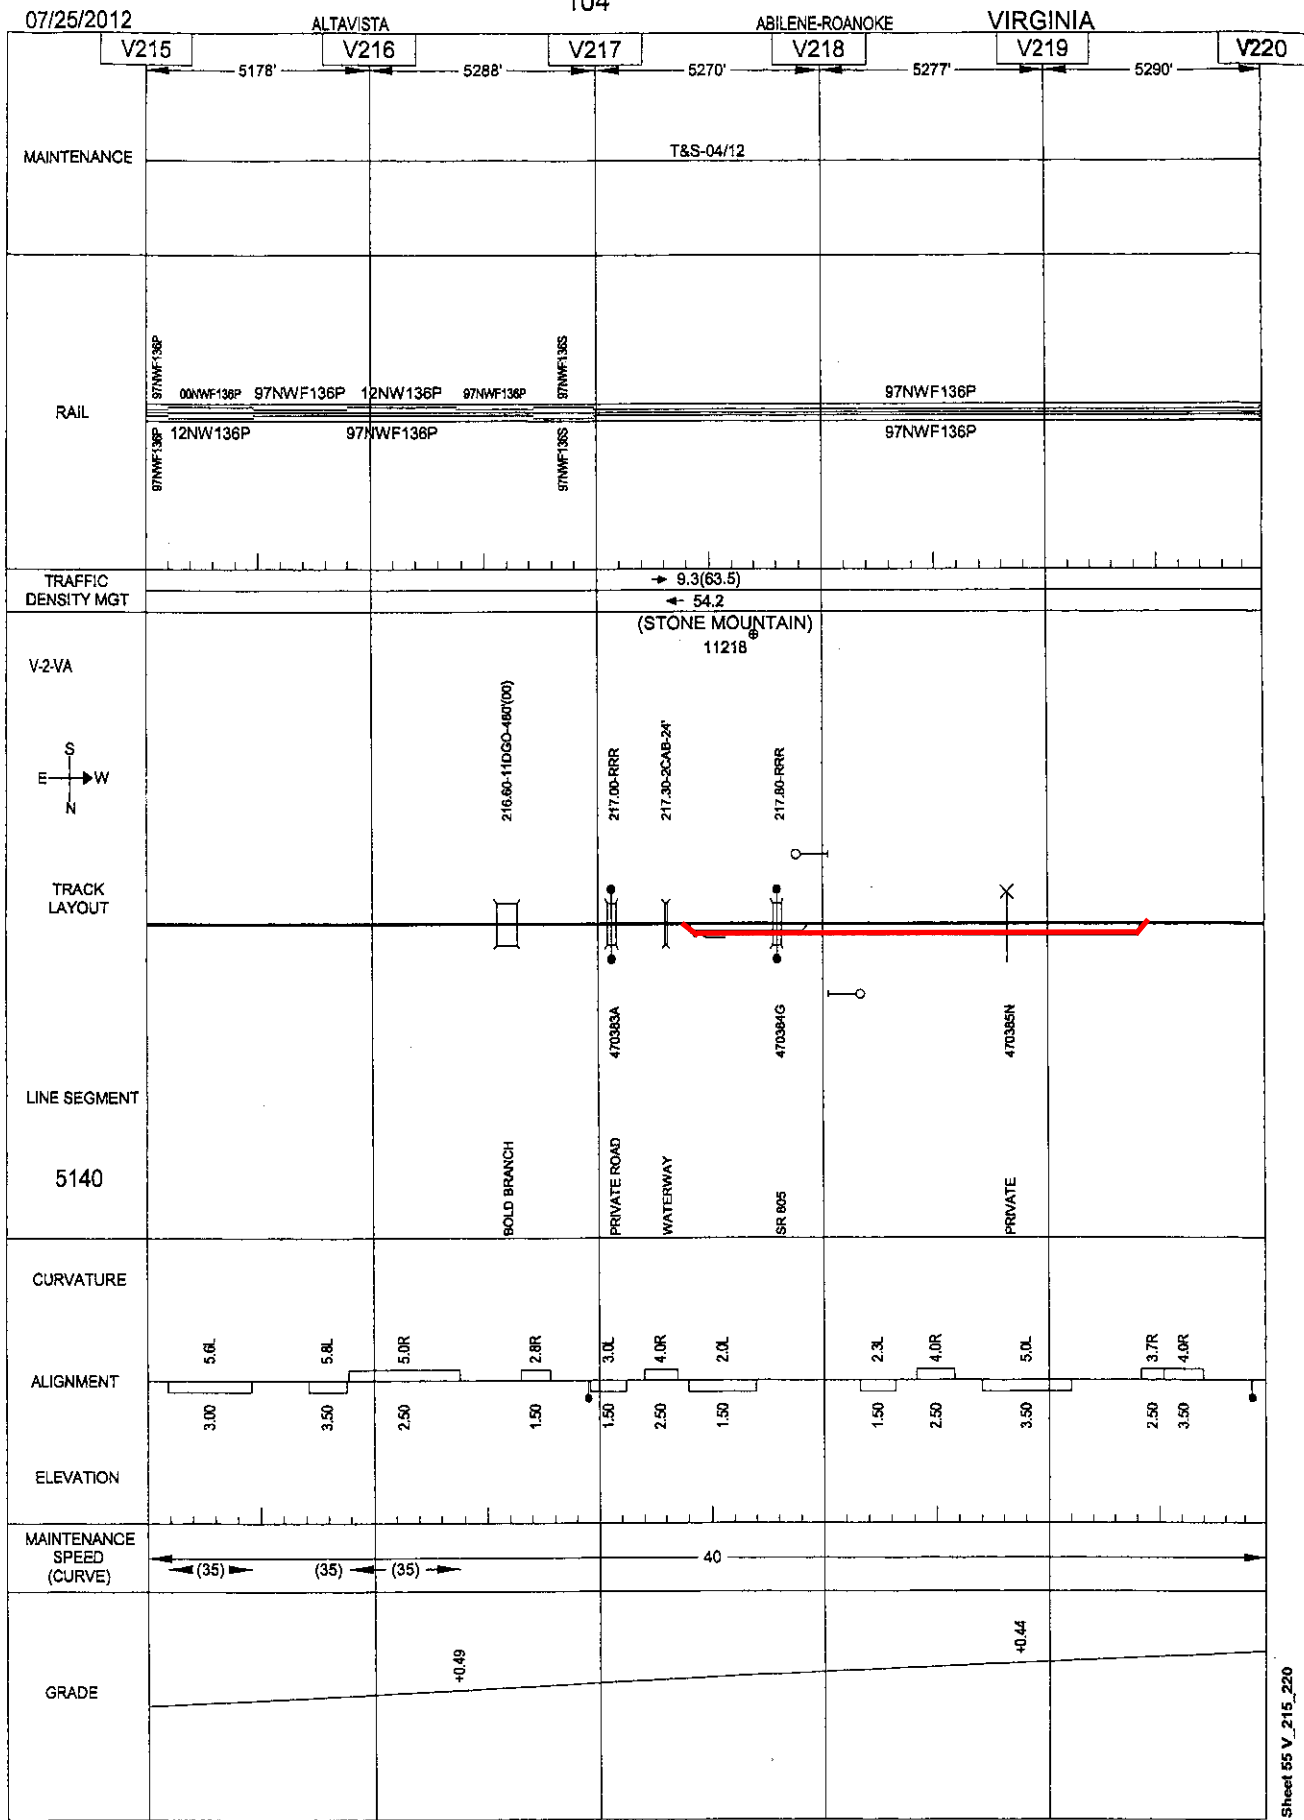 104
07/25/2012
ALTAVISTA
ABILENE-ROANOKE
VIRGINIA
V215
V216
V217
V218
V219
V220
5178'
5288'
5270'
5277'
5290'
MAINTENANCE
T&S-04/12
RAIL
97NWF136P
00NWF136P
97NWF136P
12NW136P
97NWF136P
97NWF136S
97NWF136P
97NWF136P
12NW136P
97NWF136P
97NWF136S
97NWF136P
TRAFFIC
DENSITY MGT
9.3(63.5)
54.2
(STONE MOUNTAIN)
11218
V-2-VA
S
E
W
N
216.60-11DGO-480'(00)
217.00-RRR
217.30-2CAB-24'
217.80-RRR
TRACK
LAYOUT
470383A
470384G
470385N
LINE SEGMENT
5140
BOLD BRANCH
PRIVATE ROAD
WATERWAY
SR 805
PRIVATE
CURVATURE
5.6L
5.8L
5.0R
2.8R
3.0L
4.0R
2.0L
2.3L
4.0R
5.0L
3.7R
4.0R
ALIGNMENT
3.00
3.50
2.50
1.50
1.50
2.50
1.50
1.50
2.50
3.50
2.50
3.50
ELEVATION
MAINTENANCE
SPEED
(CURVE)
(35)
(35)
(35)
40
GRADE
+0.49
+0.44
Sheet 55 V_215_220